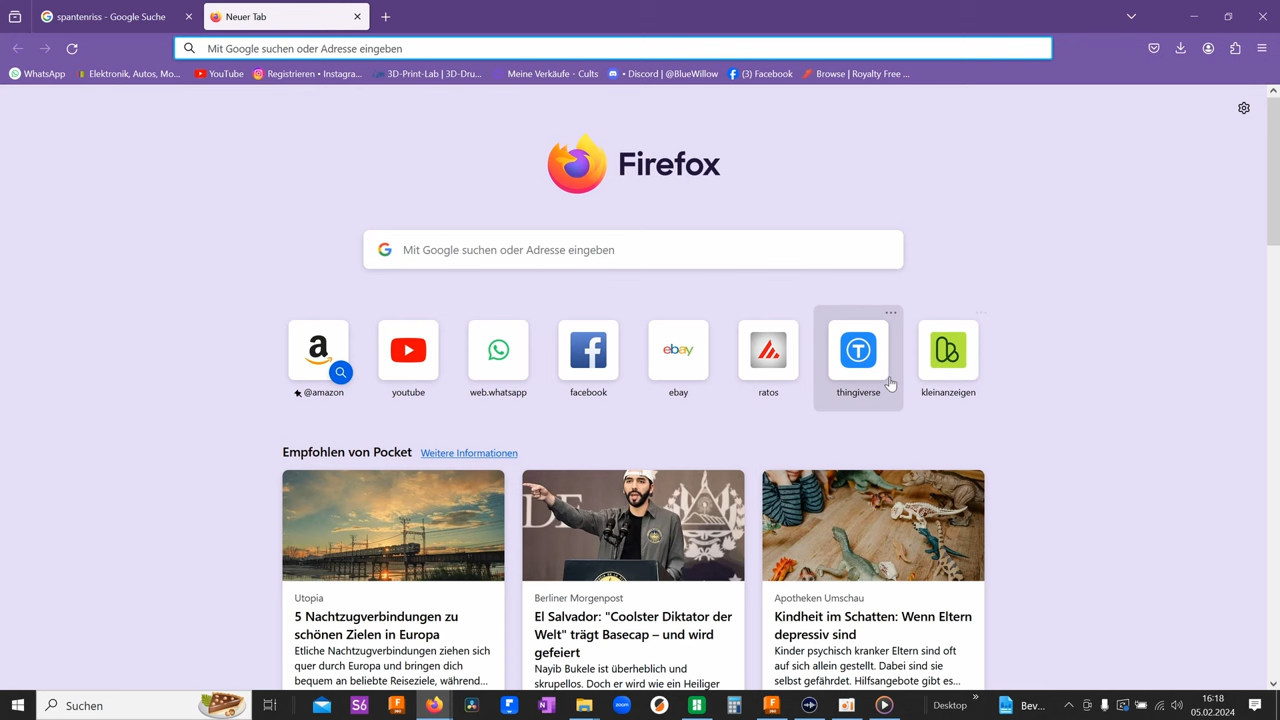 spantenriss - Google Suche
Neuer Tab
Mit Google suchen oder Adresse eingeben
WhatsApp
Elektronik, Autos, Mo...
YouTube
Registrieren • Instagra...
3D-Print-Lab | 3D-Dru...
Meine Verkäufe・Cults
• Discord | @BlueWillow
(3) Facebook
Browse | Royalty Free ...
Firefox
Mit Google suchen oder Adresse eingeben
@amazon
youtube
web.whatsapp
facebook
ebay
ratos
thingiverse
kleinanzeigen
Empfohlen von Pocket Weitere Informationen
Utopia
5 Nachtzugverbindungen zu
schönen Zielen in Europa
Etliche Nachtzugverbindungen ziehen sich
quer durch Europa und bringen dich
bequem an beliebte Reiseziele, während...
Berliner Morgenpost
El Salvador: "Coolster Diktator der
Welt" trägt Basecap – und wird
gefeiert
Nayib Bukele ist überheblich und
skrupellos. Doch er wird wie ein Heiliger
Apotheken Umschau
Kindheit im Schatten: Wenn Eltern
depressiv sind
Kinder psychisch kranker Eltern sind oft
auf sich allein gestellt. Dabei sind sie
selbst gefährdet. Hilfsangebote gibt es...
Suchen
Desktop
Bev...
16:18
05.02.2024